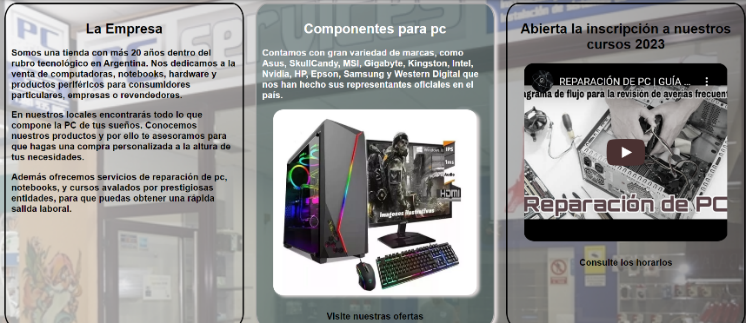 La Empresa
Somos una tienda con más 20 años dentro del
rubro tecnológico en Argentina. Nos dedicamos a la
venta de computadoras, notebooks, hardware y
productos periféricos para consumidores
particulares, empresas o revendedores.
En nuestros locales encontrarás todo lo que
compone la PC de tus sueños. Conocemos
nuestros productos y por ello te asesoramos para
que hagas una compra personalizada a la altura de
tus necesidades.
Además ofrecemos servicios de reparación de pc,
notebooks, y cursos avalados por prestigiosas
entidades, para que puedas obtener una rápida
salida laboral.
Componentes para pc
Contamos con gran variedad de marcas, como
Asus, SkullCandy, MSI, Gigabyte, Kingston, Intel,
Nvidia, HP, Epson, Samsung y Western Digital que
nos han hecho sus representantes oficiales en el
país.
IPS
1ms
Audio
HDMI
Imagenes Ilustrativas
Visite nuestras ofertas
Abierta la inscripción a nuestros
cursos 2023
REPARACIÓN DE PC | GUÍA ...
agrama de flujo para la revisión de averías frecuent
Reparación de PC
Consulte los horarios